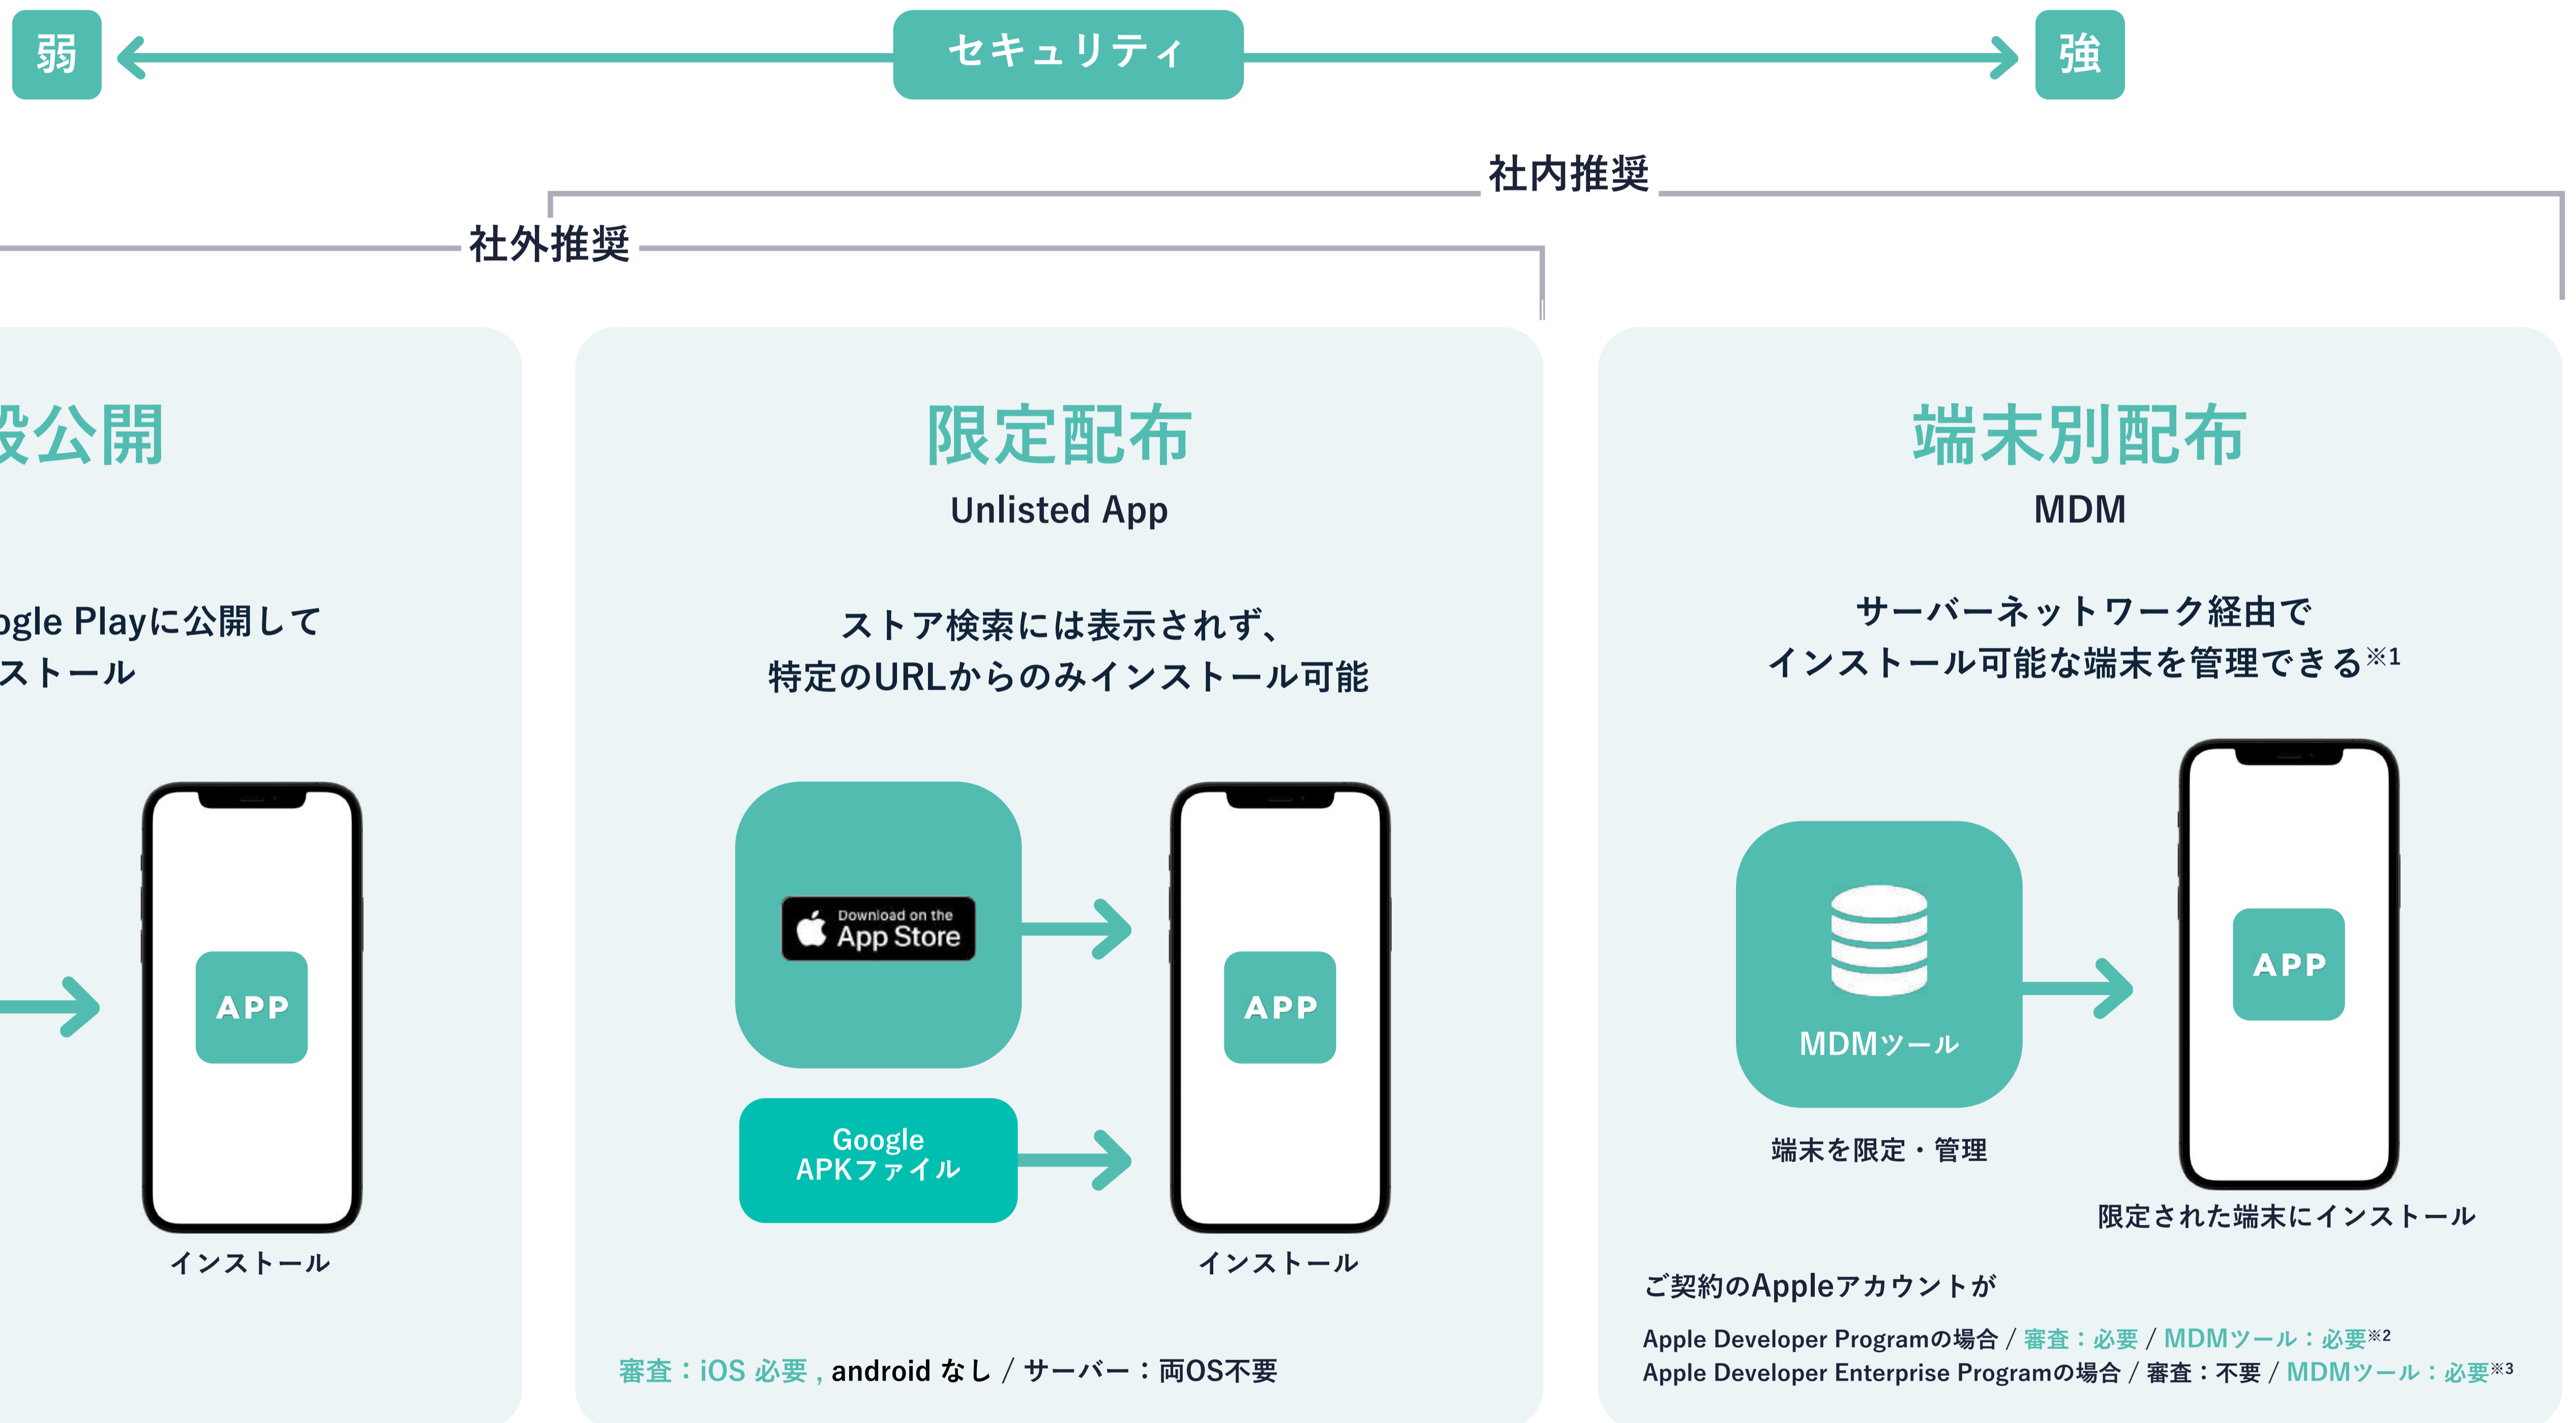 弱
セキュリティ
強
社内推奨
社外推奨
公開
Playに公開して
ストール
APP
インストール
限定配布
Unlisted App
ストア検索には表示されず、
特定のURLからのみインストール可能
Download on the
App Store
Google
APKファイル
APP
インストール
審査：iOS 必要 , android なし / サーバー：両OS不要
端末別配布
MDM
サーバーネットワーク経由で
インストール可能な端末を管理できる※1
MDMツール
端末を限定・管理
APP
限定された端末にインストール
ご契約のAppleアカウントが
Apple Developer Programの場合 / 審査：必要 / MDMツール：必要※2
Apple Developer Enterprise Programの場合 / 審査：不要 / MDMツール：必要※3